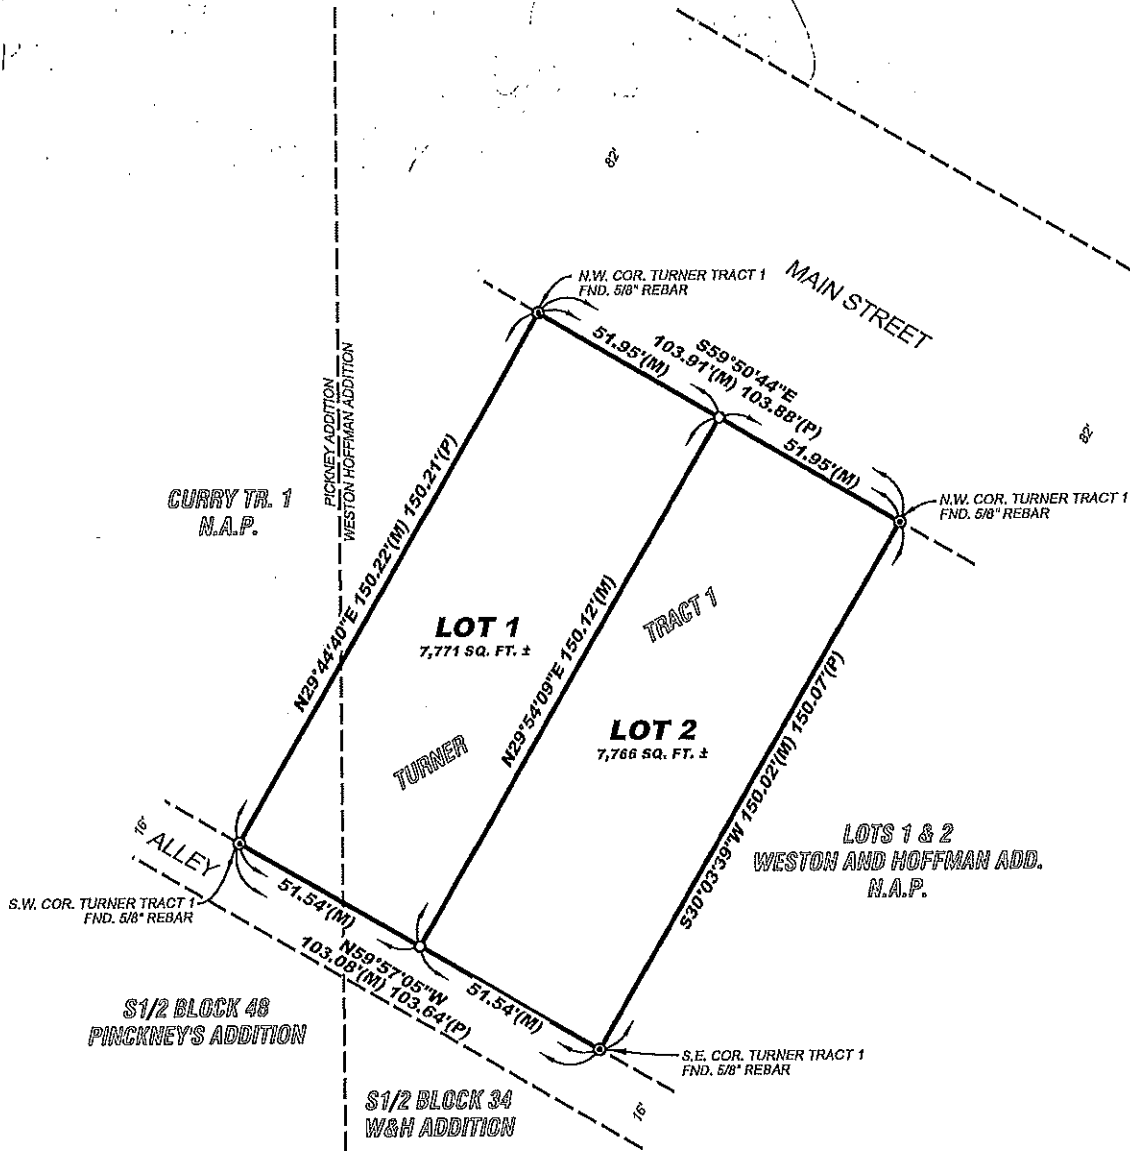 82'
N.W. COR. TURNER TRACT 1
FND. 5/8" REBAR
MAIN STREET
51.95'(M)
S59°50'44"E
103.91'(M) 103.88'(P)
51.95'(M)
82'
N.W. COR. TURNER TRACT 1
FND. 5/8" REBAR
PICKNEY ADDITION
WESTON HOFFMAN ADDITION
CURRY TR. 1
N.A.P.
N29°44'40"E 150.22'(M) 150.21'(P)
LOT 1
7,771 SQ. FT. ±
TRACT 1
N29°54'09"E 150.12'(M)
LOT 2
7,766 SQ. FT. ±
TURNER
S30°03'39"W 150.02'(M) 150.07'(P)
LOTS 1 & 2
WESTON AND HOFFMAN ADD.
N.A.P.
16'
ALLEY
S.W. COR. TURNER TRACT 1
FND. 5/8" REBAR
51.54'(M)
N59°57'05"W
103.08'(M) 103.64'(P)
51.54'(M)
S1/2 BLOCK 48
PINCKNEY'S ADDITION
S.E. COR. TURNER TRACT 1
FND. 5/8" REBAR
S1/2 BLOCK 34
W&H ADDITION
16'